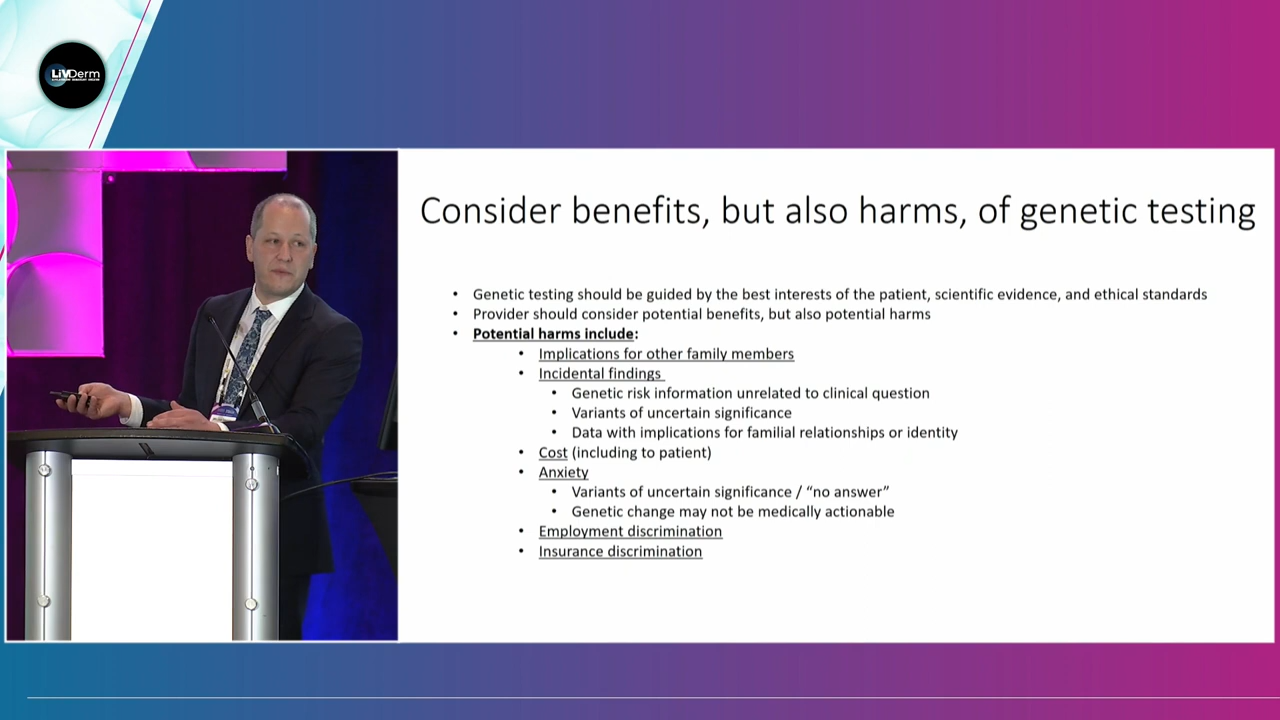 LiVDerm
Consider benefits, but also harms, of genetic testing
• Genetic testing should be guided by the best interests of the patient, scientific evidence, and ethical standards
• Provider should consider potential benefits, but also potential harms
• Potential harms include:
• Implications for other family members
• Incidental findings
• Genetic risk information unrelated to clinical question
• Variants of uncertain significance
• Data with implications for familial relationships or identity
• Cost (including to patient)
• Anxiety
• Variants of uncertain significance / “no answer”
• Genetic change may not be medically actionable
• Employment discrimination
• Insurance discrimination